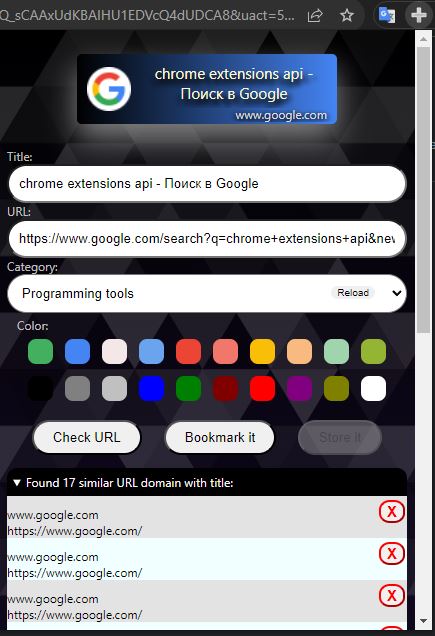 Q_sCAAxUdKBAIHU1EDVcQ4dUDCA8&uact=5...
chrome extensions api -
Поиск в Google
www.google.com
Title:
chrome extensions api - Поиск в Google
URL:
https://www.google.com/search?q=chrome+extensions+api&nev
Category:
Programming tools
Reload
Color:
Check URL
Bookmark it
Store it
▼ Found 17 similar URL domain with title:
www.google.com
X
https://www.google.com/
www.google.com
X
https://www.google.com/
www.google.com
X
https://www.google.com/